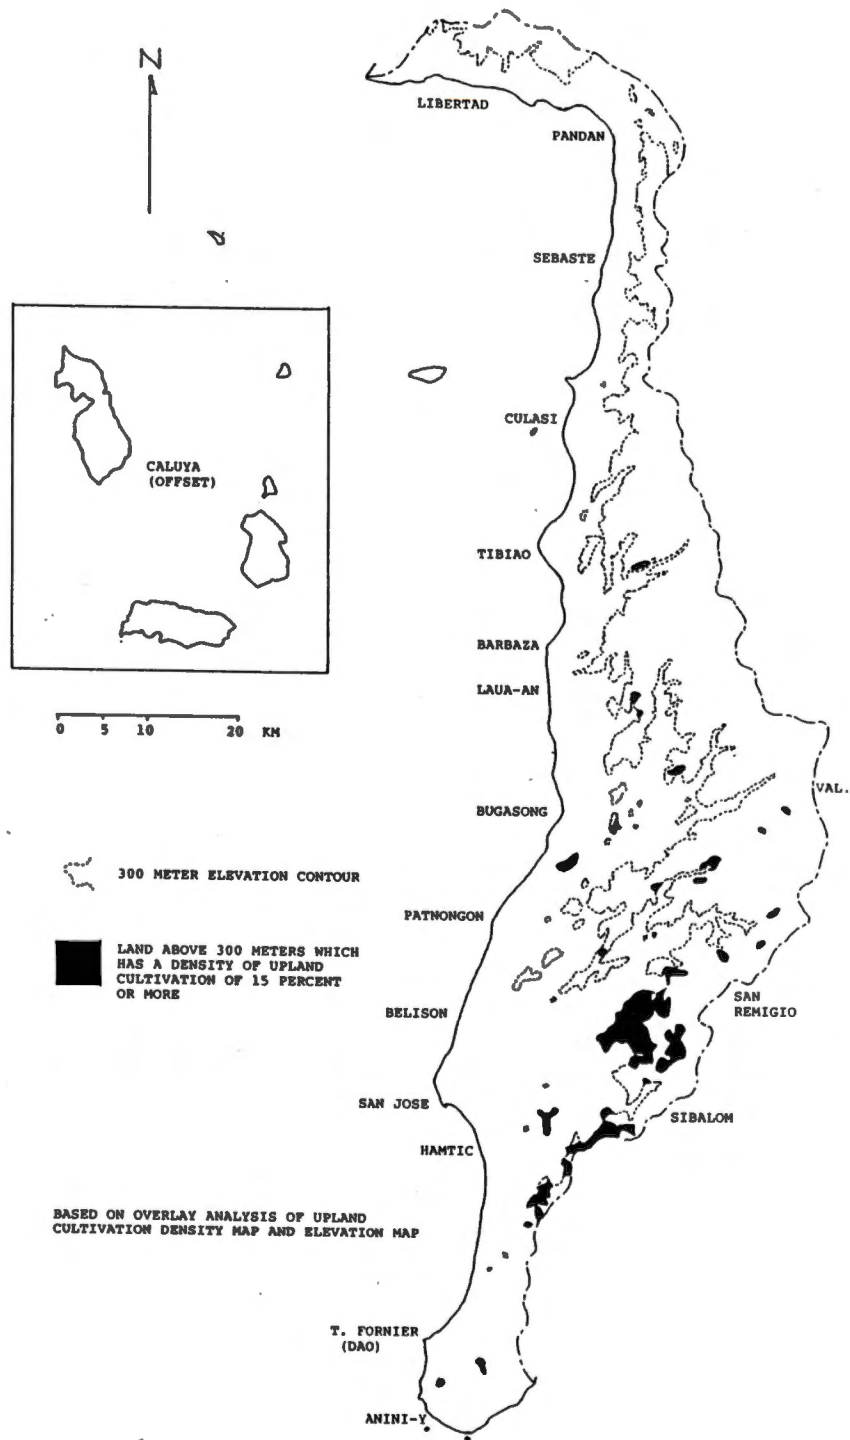 N
LIBERTAD
PANDAN
SEBASTE
CULASI
CALUYA
(OFFSET)
TIBIAO
BARBAZA
LAUA-AN
0 5 10 20 KM
VAL.
BUGASONG
300 METER ELEVATION CONTOUR
PATNONGON
LAND ABOVE 300 METERS WHICH
HAS A DENSITY OF UPLAND
CULTIVATION OF 15 PERCENT
OR MORE
SAN
REMIGIO
BELISON
SAN JOSE
SIBALOM
HAMTIC
BASED ON OVERLAY ANALYSIS OF UPLAND
CULTIVATION DENSITY MAP AND ELEVATION MAP
T. FORNIER
(DAO)
ANINI-Y